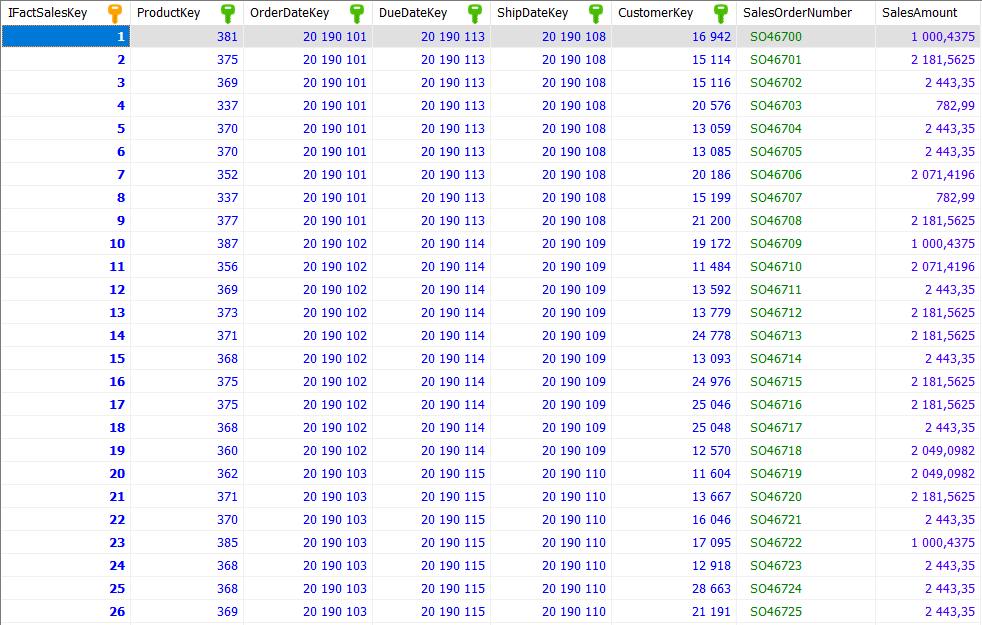 IFactSalesKey ProductKey OrderDateKey DueDateKey ShipDateKey CustomerKey SalesOrderNumber SalesAmount
1 381 20 190 101 20 190 113 20 190 108 16 942 SO46700 1 000,4375
2 375 20 190 101 20 190 113 20 190 108 15 114 SO46701 2 181,5625
3 369 20 190 101 20 190 113 20 190 108 15 116 SO46702 2 443,35
4 337 20 190 101 20 190 113 20 190 108 20 576 SO46703 782,99
5 370 20 190 101 20 190 113 20 190 108 13 059 SO46704 2 443,35
6 370 20 190 101 20 190 113 20 190 108 13 085 SO46705 2 443,35
7 352 20 190 101 20 190 113 20 190 108 20 186 SO46706 2 071,4196
8 337 20 190 101 20 190 113 20 190 108 15 199 SO46707 782,99
9 377 20 190 101 20 190 113 20 190 108 21 200 SO46708 2 181,5625
10 387 20 190 102 20 190 114 20 190 109 19 172 SO46709 1 000,4375
11 356 20 190 102 20 190 114 20 190 109 11 484 SO46710 2 071,4196
12 369 20 190 102 20 190 114 20 190 109 13 592 SO46711 2 443,35
13 373 20 190 102 20 190 114 20 190 109 13 779 SO46712 2 181,5625
14 371 20 190 102 20 190 114 20 190 109 24 778 SO46713 2 181,5625
15 368 20 190 102 20 190 114 20 190 109 13 093 SO46714 2 443,35
16 375 20 190 102 20 190 114 20 190 109 24 976 SO46715 2 181,5625
17 375 20 190 102 20 190 114 20 190 109 25 046 SO46716 2 181,5625
18 368 20 190 102 20 190 114 20 190 109 25 048 SO46717 2 443,35
19 360 20 190 102 20 190 114 20 190 109 12 570 SO46718 2 049,0982
20 362 20 190 103 20 190 115 20 190 110 11 604 SO46719 2 049,0982
21 371 20 190 103 20 190 115 20 190 110 13 667 SO46720 2 181,5625
22 370 20 190 103 20 190 115 20 190 110 16 046 SO46721 2 443,35
23 385 20 190 103 20 190 115 20 190 110 17 095 SO46722 1 000,4375
24 368 20 190 103 20 190 115 20 190 110 12 918 SO46723 2 443,35
25 368 20 190 103 20 190 115 20 190 110 28 663 SO46724 2 443,35
26 369 20 190 103 20 190 115 20 190 110 21 191 SO46725 2 443,35